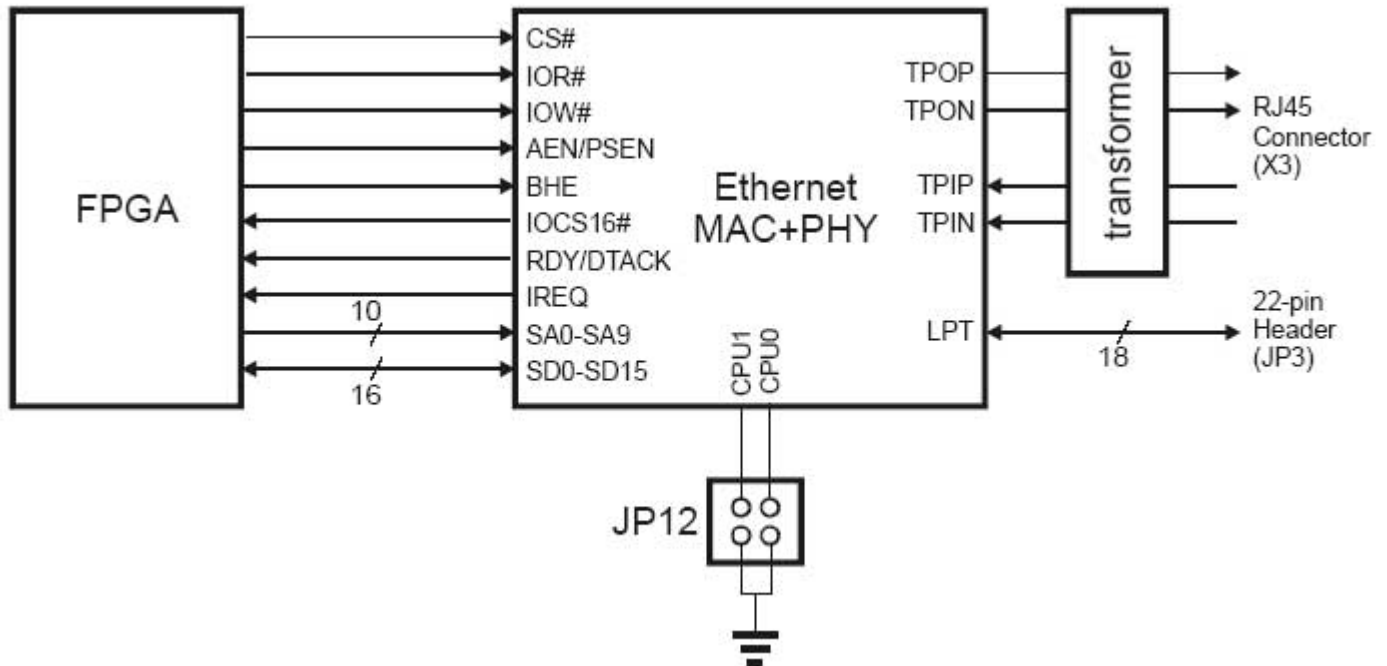 FPGA
10
16
CS#
IOR#
IOW#
AEN/PSEN
BHE
IOCS16#
RDY/DTACK
IREQ
SA0-SA9
SD0-SD15
Ethernet
MAC+PHY
CPU1
CPU0
TPOP
TPON
TPIP
TPIN
LPT
transformer
18
RJ45
Connector
(X3)
22-pin
Header
(JP3)
JP12